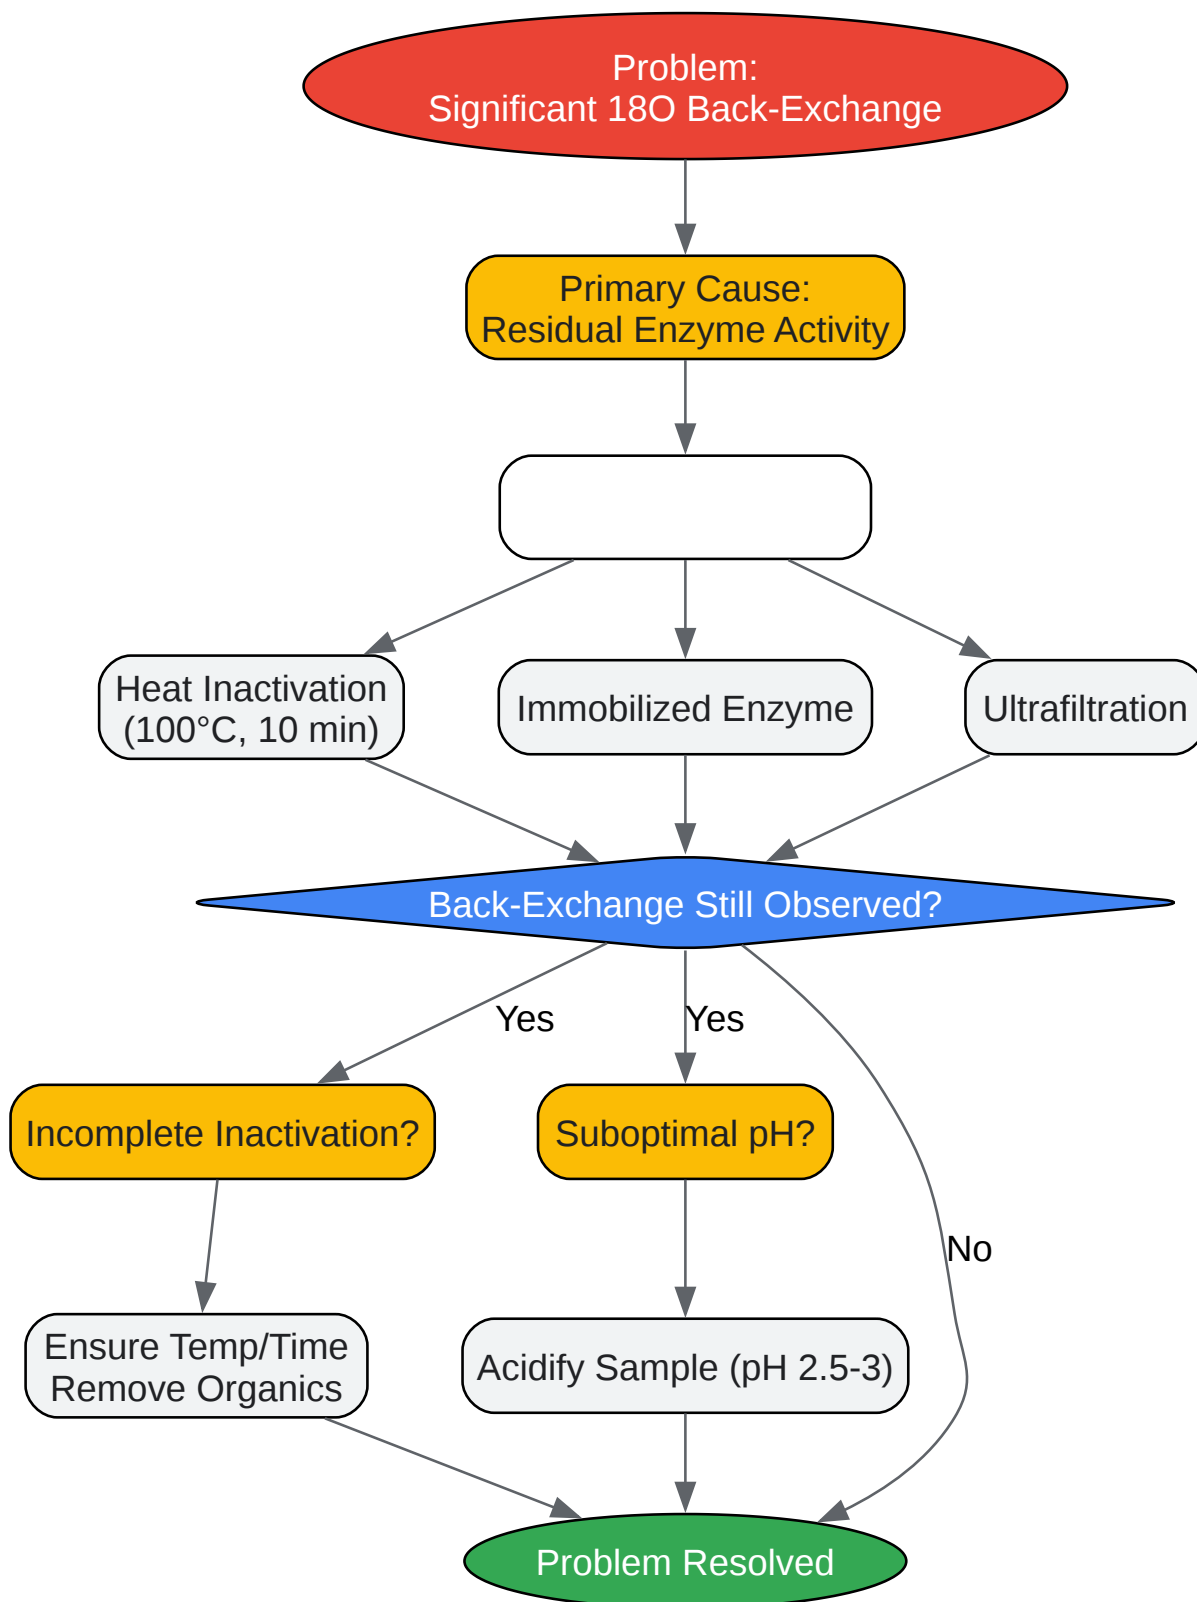 Problem:
Significant 18O Back-Exchange
Primary Cause:
Residual Enzyme Activity
Heat Inactivation
(100°C, 10 min)
Immobilized Enzyme
Ultrafiltration
Back-Exchange Still Observed?
Yes
Yes
Incomplete Inactivation?
Suboptimal pH?
No
Ensure Temp/Time
Remove Organics
Acidify Sample (pH 2.5-3)
Problem Resolved